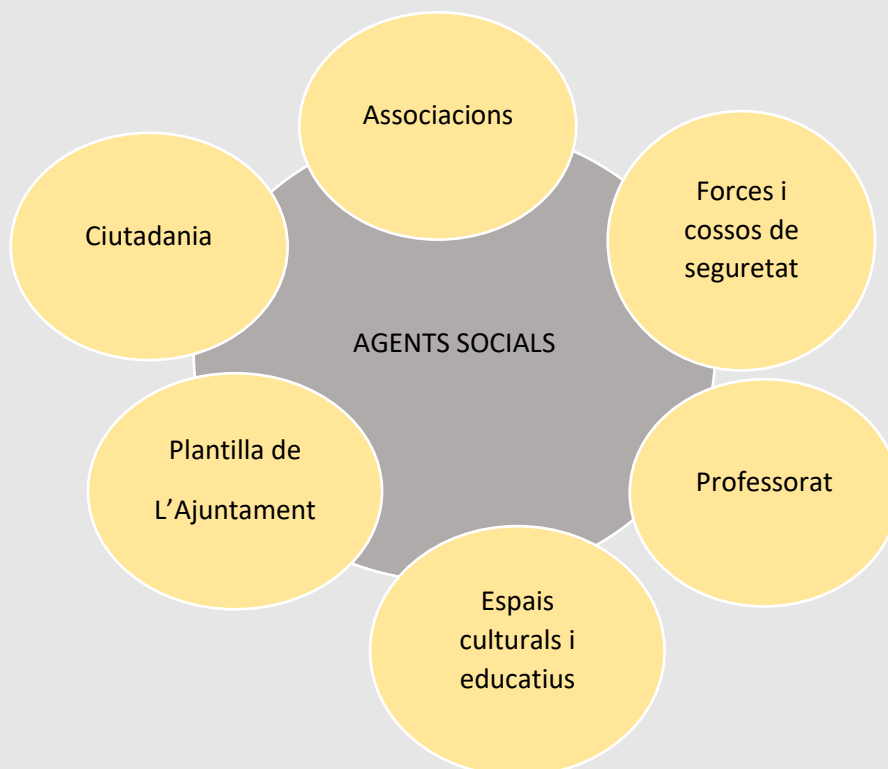 Associacions
Forces i
cossos de
seguretat
Ciutadania
AGENTS SOCIALS
Plantilla de
L’Ajuntament
Professorat
Espais
culturals i
educatius